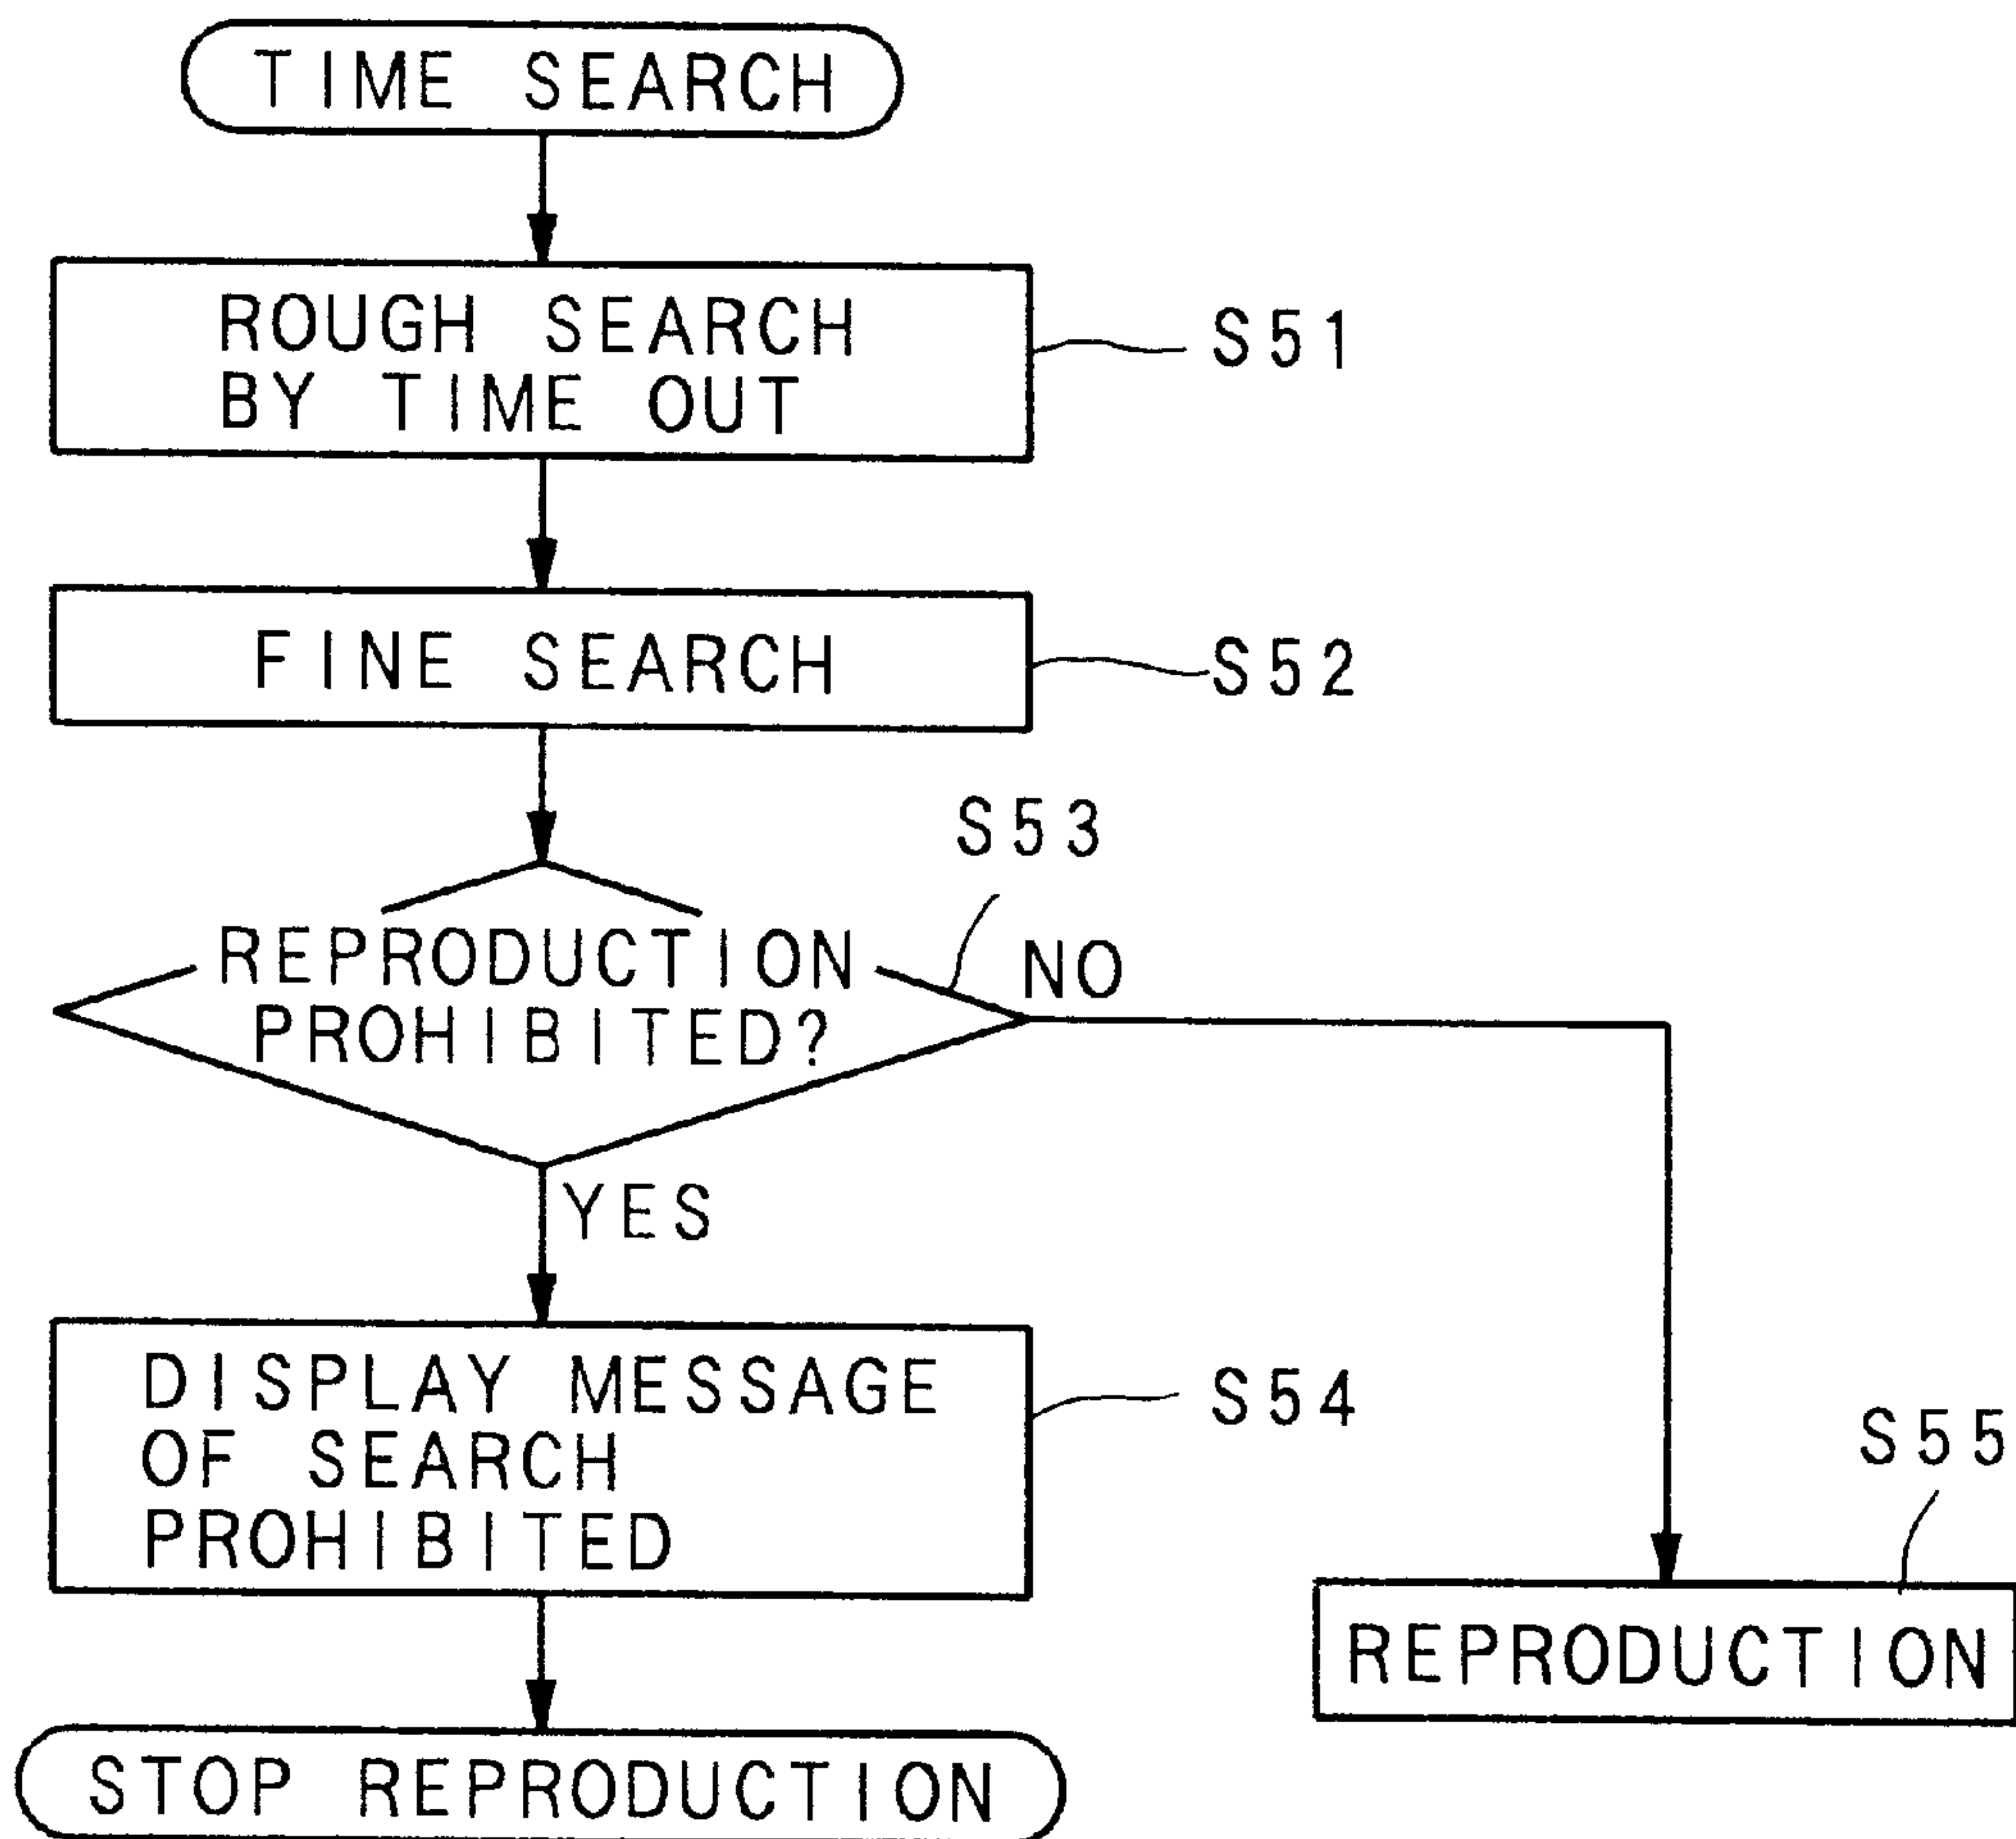 TIME SEARCH
ROUGH SEARCH
BY TIME OUT
S51
FINE SEARCH
S52
S53
REPRODUCTION
PROHIBITED?
NO
YES
DISPLAY MESSAGE
OF SEARCH
PROHIBITED
S54
S55
REPRODUCTION
STOP REPRODUCTION